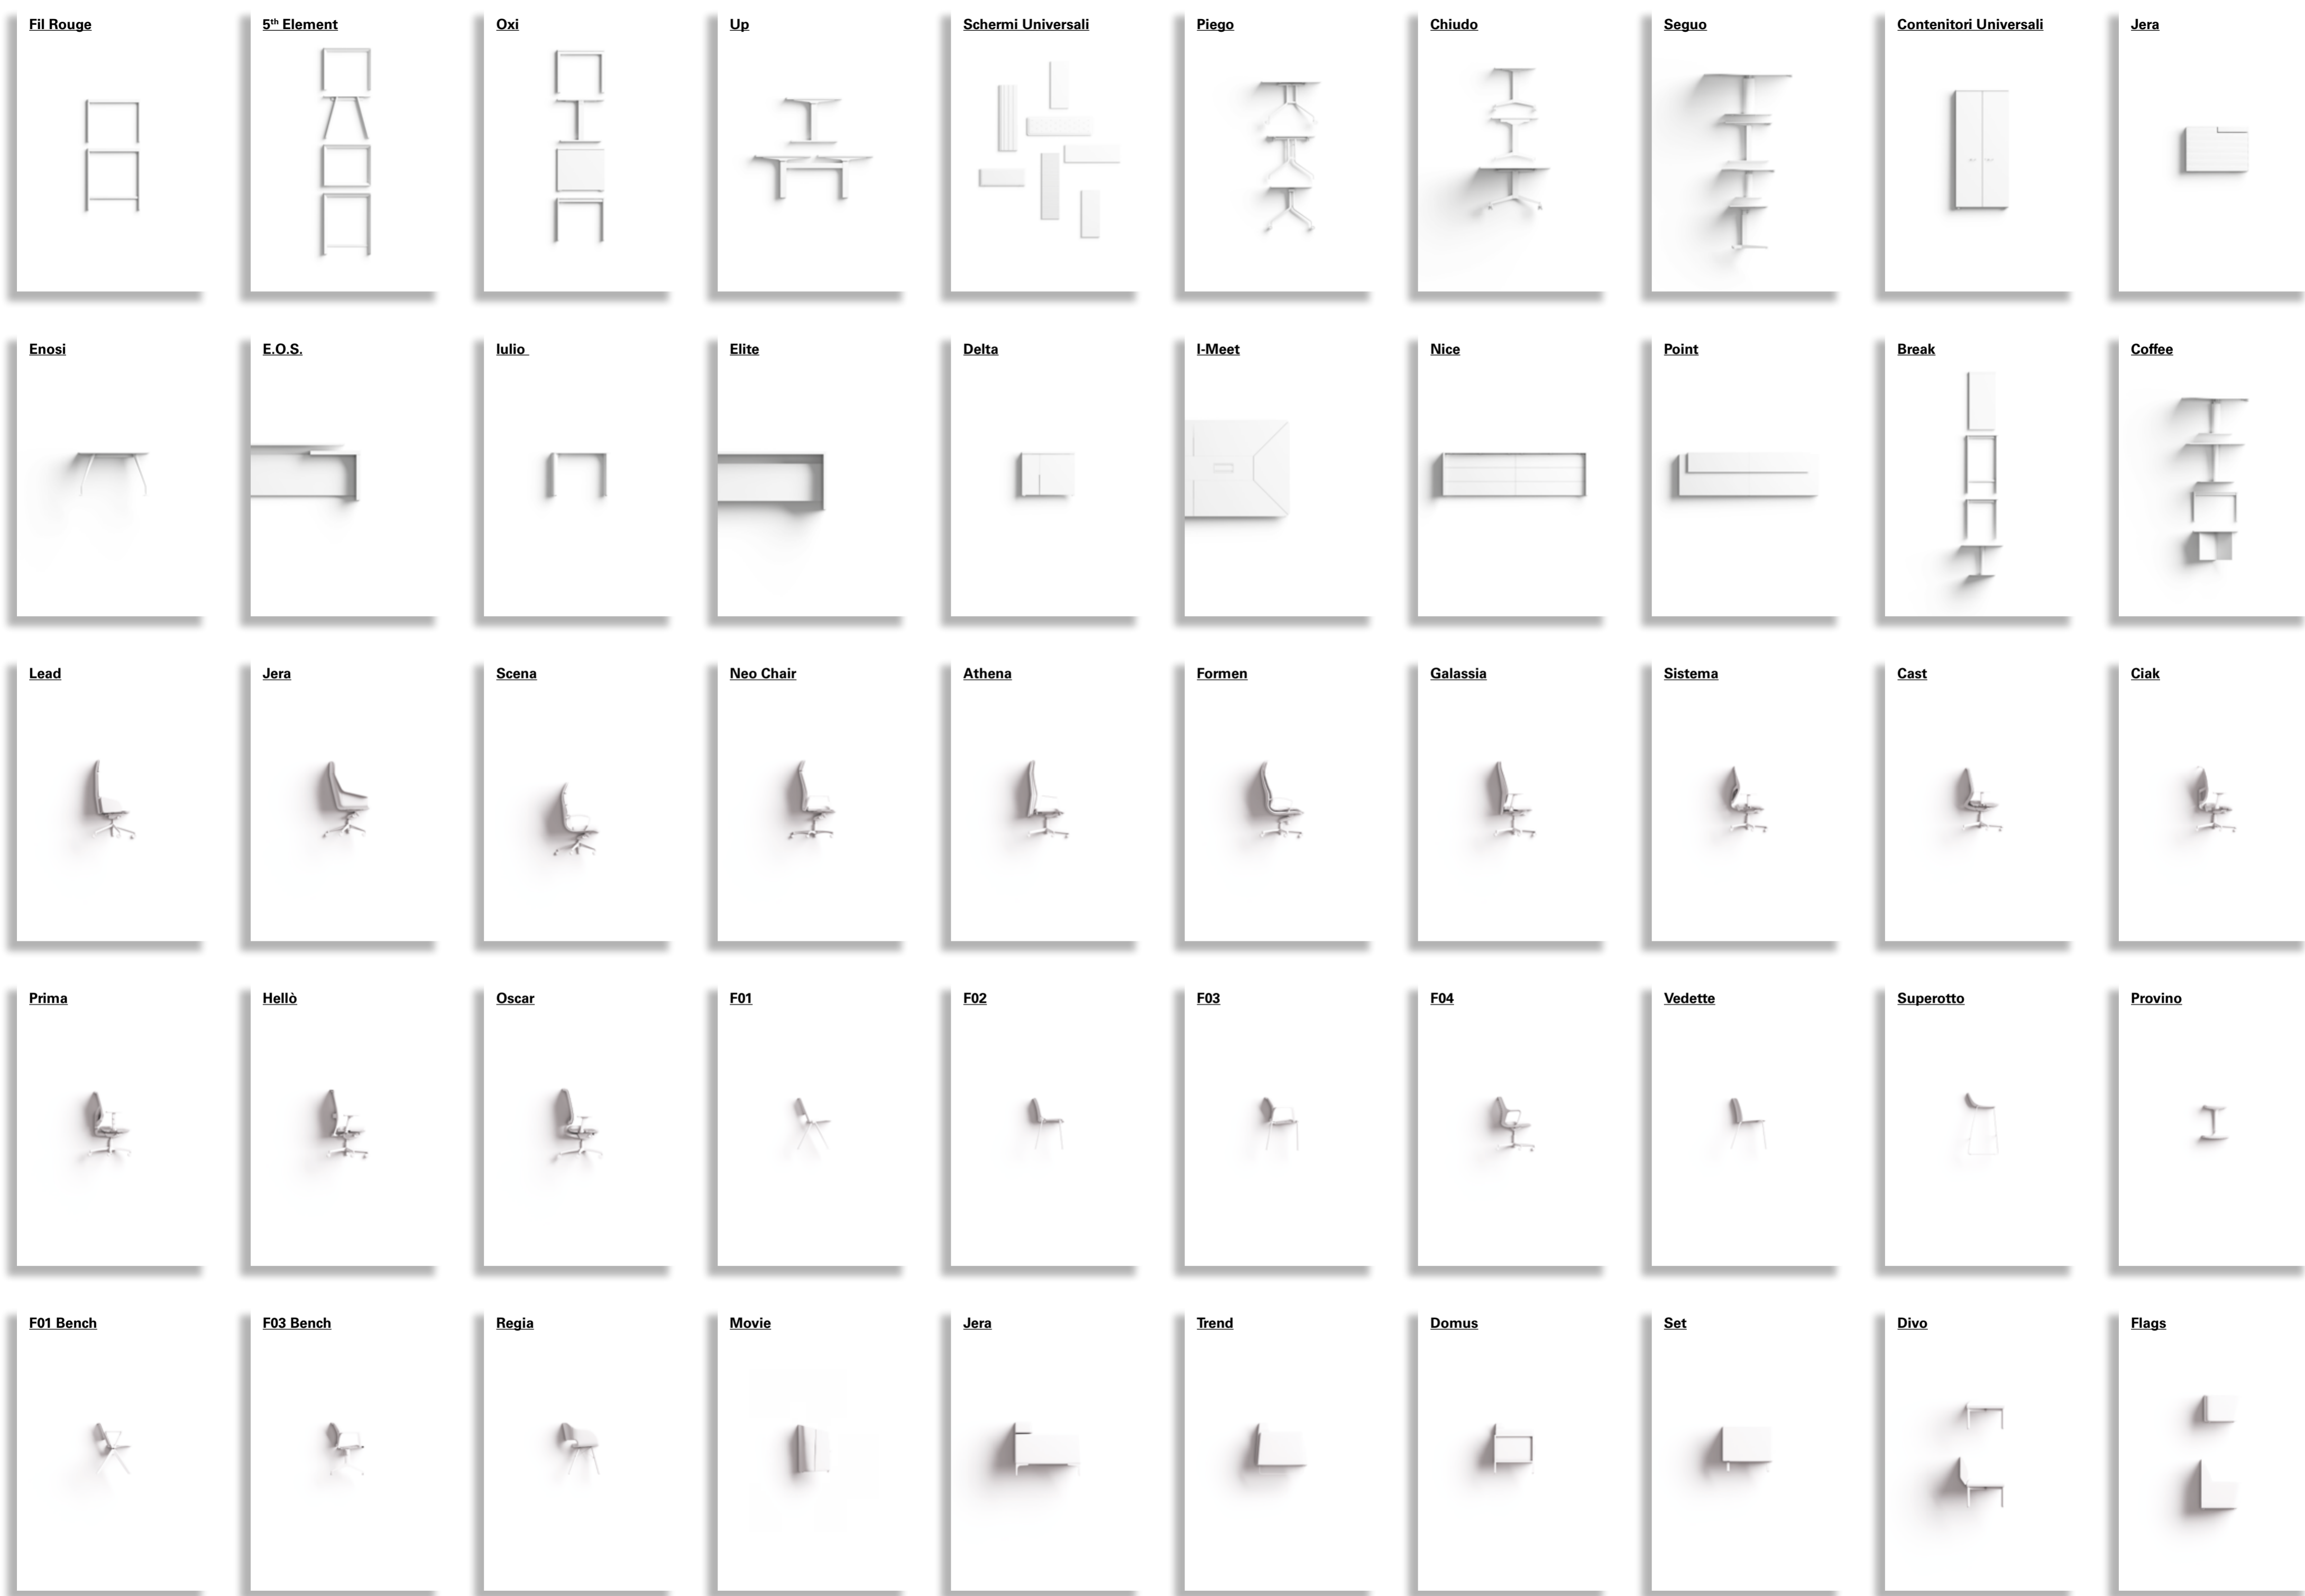 Fil Rouge
5th Element
Oxi
Up
Schermi Universali
Piego
Chiudo
Seguo
Contenitori Universali
Jera
Enosi
E.O.S.
Iulio
Elite
Delta
I-Meet
Nice
Point
Break
Coffee
Lead
Jera
Scena
Neo Chair
Athena
Formen
Galassia
Sistema
Cast
Ciak
Prima
Hellò
Oscar
F01
F02
F03
F04
Vedette
Superotto
Provino
F01 Bench
F03 Bench
Regia
Movie
Jera
Trend
Domus
Set
Divo
Flags